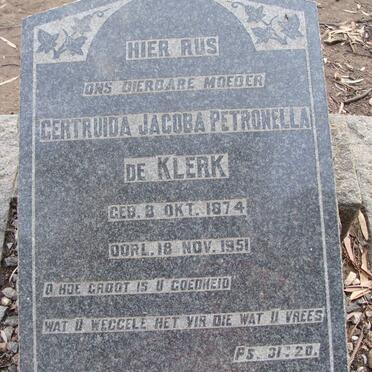 HIER RUS
ONS DIERBARE MOEDER
GERTRUIDA JACOBA PETRONELLA
DE KLERK
GEB. 8 OKT. 1874
OORL. 18 NOV. 1951
O HOE GROOT IS U GOEDHEID
WAT U WEGGELE HET VIR DIE WAT U VREES
PS. 31:20.